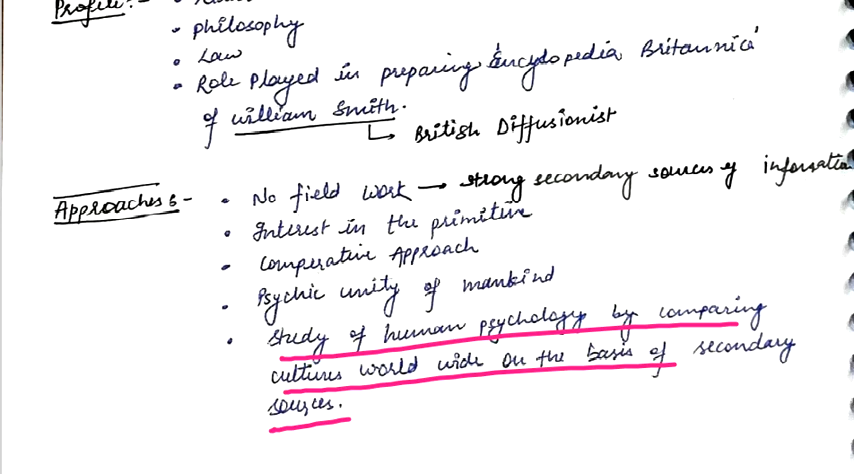 Profile:-
• philosophy
• Law
• Role Played in preparing 'Encyclopedia Britannica'
of william Smith.
↳ British Diffusionist
Approaches:-
• No field work → strong secondary sources of information
• Interest in the primitive
• Comperative Approach
• Psychic unity of mankind
• Study of human psychology by comparing
cultures world wide on the basis of secondary
sources.